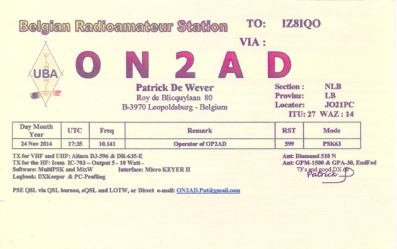 Belgian Radioamateur Station TO: IZ8IQO
VIA :
UBA
ON2AD
Patrick De Wever
Roy de Blicquylaan 80
B-3970 Leopoldsburg - Belgium
Section : NLB
Provinz: LB
Locator: JO21PC
ITU: 27 WAZ : 14
Day Month Year UTC Freq Remark RST Mode
24 Nov 2014 17:35 10.141 Operator of OP2AD 599 PSK63
TX for VHF and UHF: Alinco DJ-596 & DR-635-E Ant: Diamond 510 N
TX for the HF: Icom IC-703 – Output 5 - 10 Watt - Ant: GPM-1500 & GPA-30, EndFed
Software: MultiPSK and MixW Interface: Micro KEYER II 73's and good DX de
Logbook: DXKeeper & PC-Profilog Patrick
PSE QSL via QSL bureau, eQSL and LOTW, or Direct e-mail: ON2AD.Pat@gmail.com